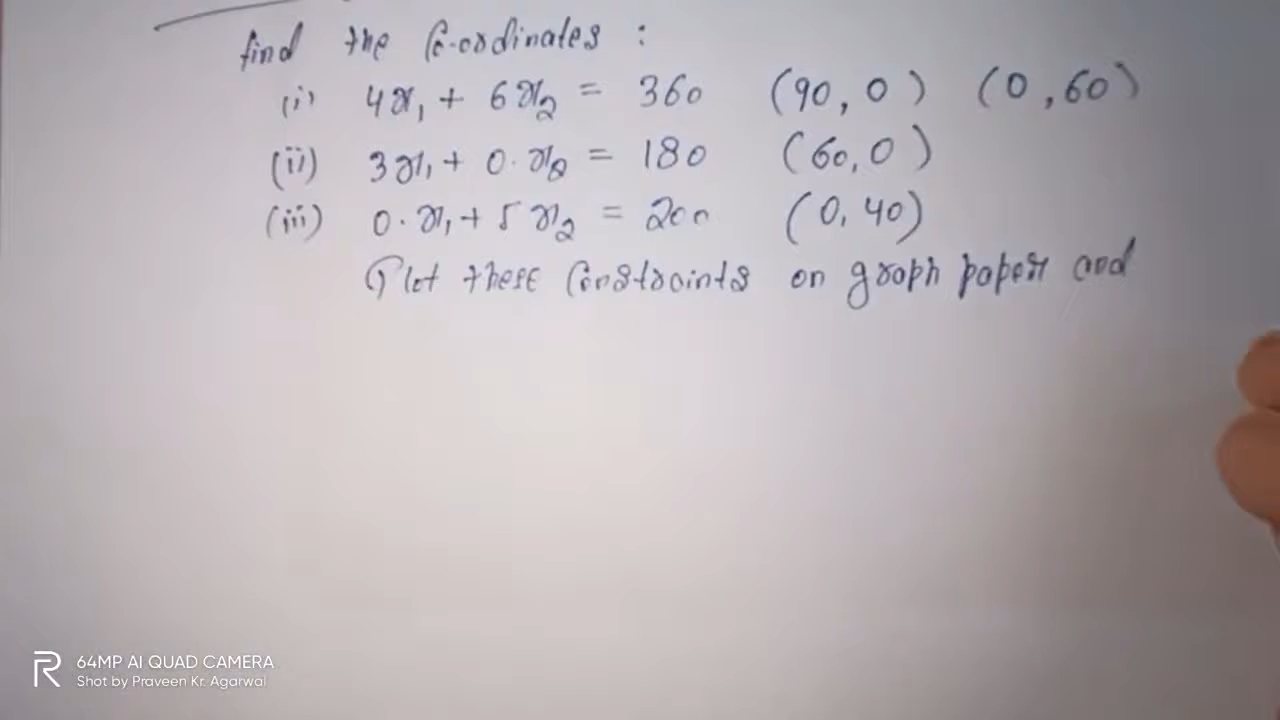 find the Co-ordinates :
(i) 4x₁ + 6x₂ = 360 (90, 0) (0, 60)
(ii) 3x₁ + 0.x₂ = 180 (60, 0)
(iii) 0.x₁ + 5x₂ = 200 (0, 40)
Plot these Constraints on graph paper and
64MP AI QUAD CAMERA
Shot by Praveen Kr. Agarwal